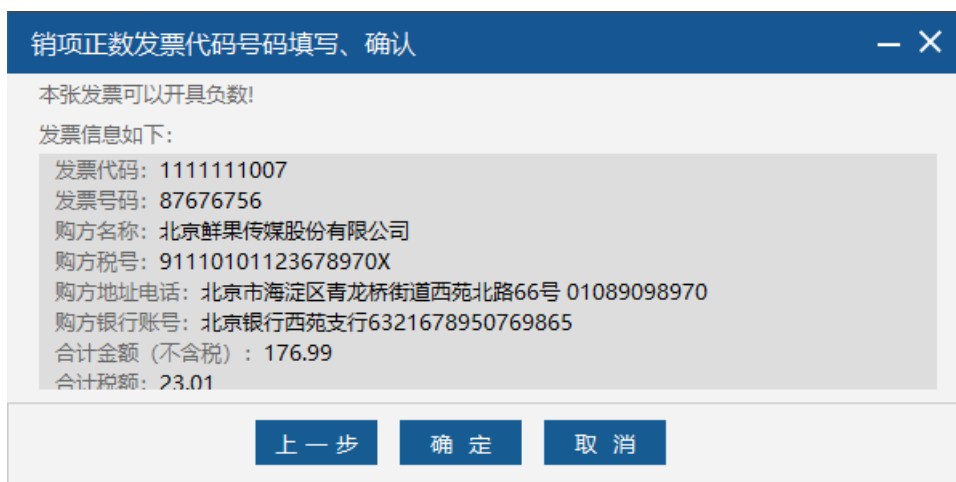 销项正数发票代码号码填写、确认
本张发票可以开具负数!
发票信息如下:
发票代码: 1111111007
发票号码: 87676756
购方名称: 北京鲜果传媒股份有限公司
购方税号: 91110101123678970X
购方地址电话: 北京市海淀区青龙桥街道西苑北路66号 01089098970
购方银行账号: 北京银行西苑支行6321678950769865
合计金额（不含税）: 176.99
合计税额: 23.01
上一步 确 定 取 消